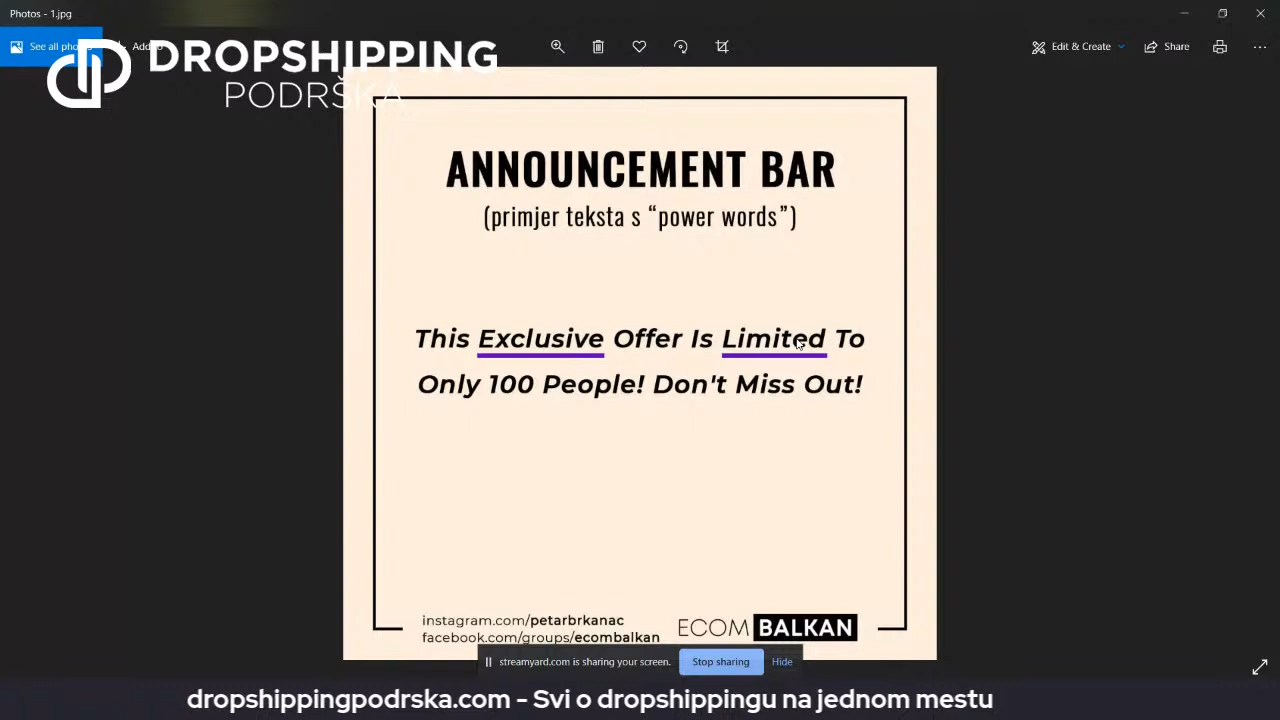 Photos - 1.jpg
See all photos
Add to
Edit & Create
Share
DROPSHIPPING
PODRŠKA
ANNOUNCEMENT BAR
(primjer teksta s “power words”)
This Exclusive Offer Is Limited To
Only 100 People! Don't Miss Out!
instagram.com/petarbrkanac
facebook.com/groups/ecombalkan
ECOM BALKAN
streamyard.com is sharing your screen.
Stop sharing
Hide
dropshippingpodrska.com - Svi o dropshippingu na jednom mestu